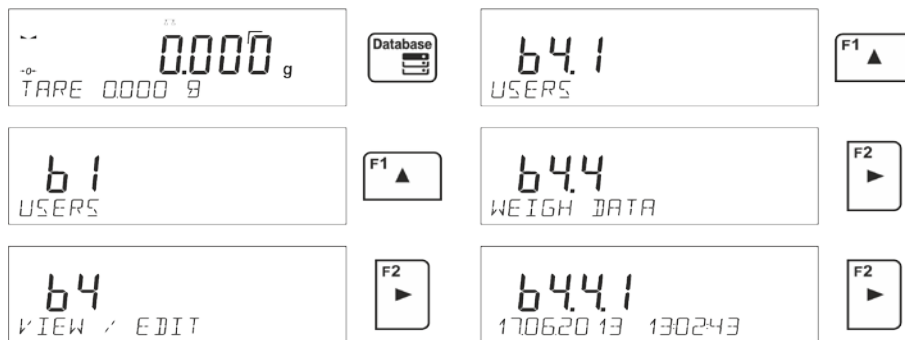 0.000 g
-0-
TARE 0.000 g
Database
b1
USERS
F1
b4
VIEW / EDIT
F2
b4.1
USERS
F1
b4.4
WEIGH DATA
F2
b4.4.1
17.06.2013 13:02:43
F2